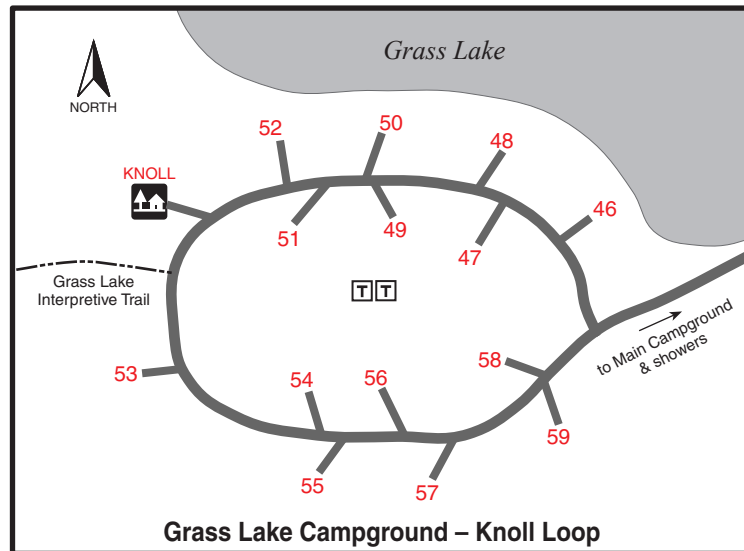 Grass Lake
NORTH
50
52
48
KNOLL
46
51
49
47
Grass Lake
Interpretive Trail
T T
to Main Campground
& showers
58
53
54
56
59
55
57
Grass Lake Campground – Knoll Loop